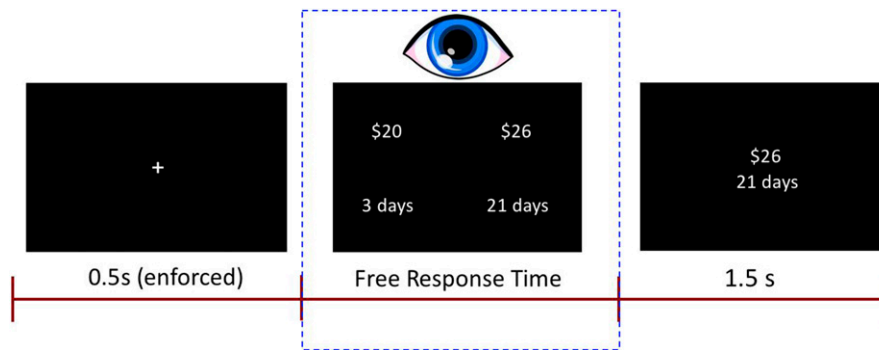 +
$20 $26
3 days 21 days
$26
21 days
0.5s (enforced) Free Response Time 1.5 s